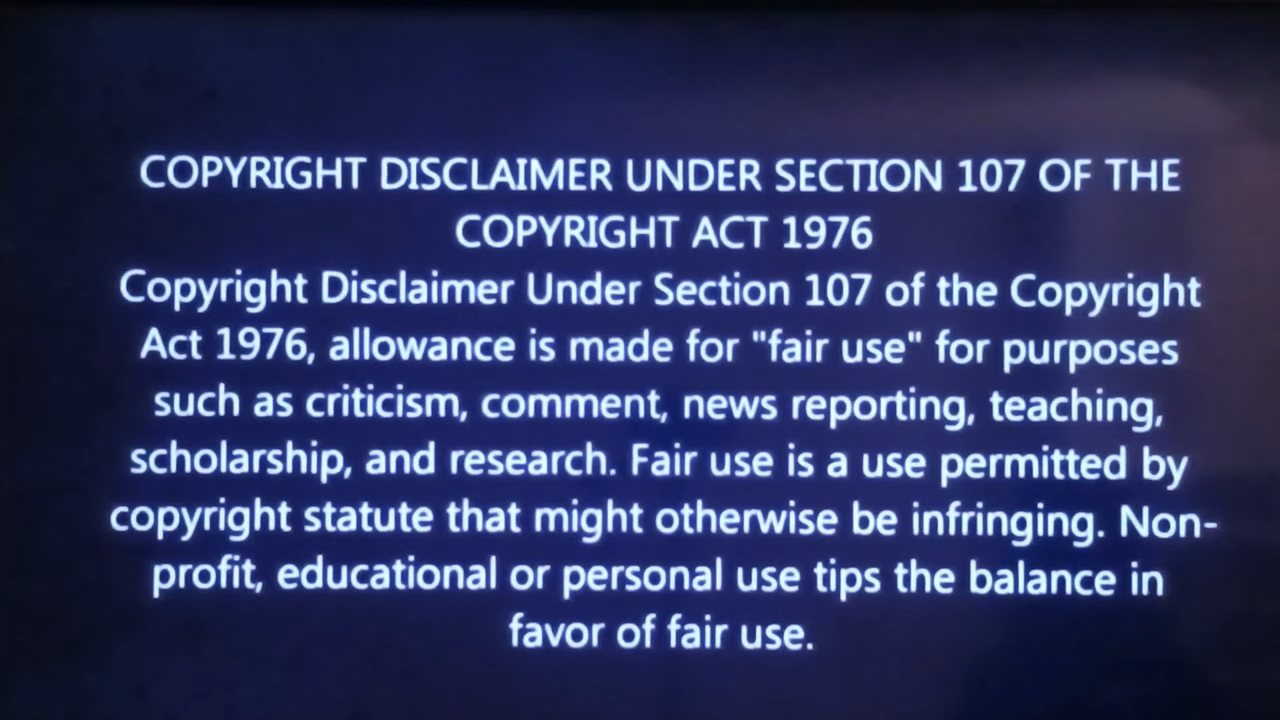 COPYRIGHT DISCLAIMER UNDER SECTION 107 OF THE
COPYRIGHT ACT 1976
Copyright Disclaimer Under Section 107 of the Copyright
Act 1976, allowance is made for "fair use" for purposes
such as criticism, comment, news reporting, teaching,
scholarship, and research. Fair use is a use permitted by
copyright statute that might otherwise be infringing. Non-
profit, educational or personal use tips the balance in
favor of fair use.